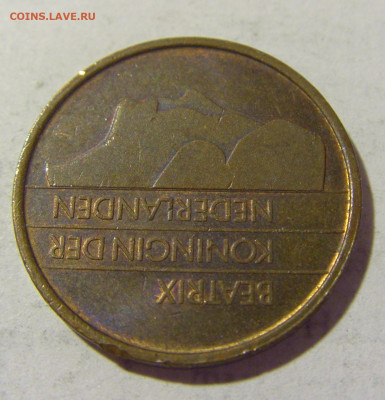 COINS.LAVE.RU
BEATRIX
KONINGIN DER
NEDERLANDEN